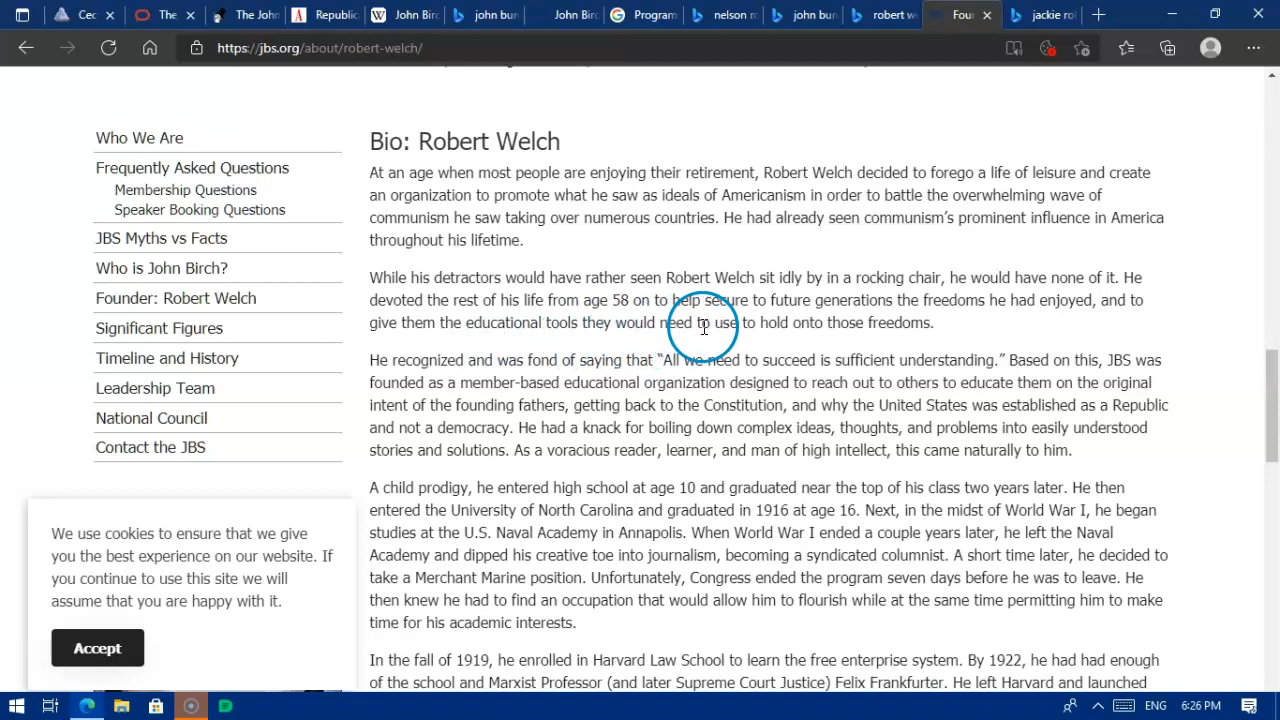 Cec
The
The John
Republic
John Bir
john bur
John Birc
Program
nelson ro
john bun
robert we
Foun
jackie rol
https://jbs.org/about/robert-welch/
Who We Are
Frequently Asked Questions
Membership Questions
Speaker Booking Questions
JBS Myths vs Facts
Who is John Birch?
Founder: Robert Welch
Significant Figures
Timeline and History
Leadership Team
National Council
Contact the JBS
Bio: Robert Welch
At an age when most people are enjoying their retirement, Robert Welch decided to forego a life of leisure and create
an organization to promote what he saw as ideals of Americanism in order to battle the overwhelming wave of
communism he saw taking over numerous countries. He had already seen communism's prominent influence in America
throughout his lifetime.
While his detractors would have rather seen Robert Welch sit idly by in a rocking chair, he would have none of it. He
devoted the rest of his life from age 58 on to help secure to future generations the freedoms he had enjoyed, and to
give them the educational tools they would need to use to hold onto those freedoms.
He recognized and was fond of saying that “All we need to succeed is sufficient understanding.” Based on this, JBS was
founded as a member-based educational organization designed to reach out to others to educate them on the original
intent of the founding fathers, getting back to the Constitution, and why the United States was established as a Republic
and not a democracy. He had a knack for boiling down complex ideas, thoughts, and problems into easily understood
stories and solutions. As a voracious reader, learner, and man of high intellect, this came naturally to him.
A child prodigy, he entered high school at age 10 and graduated near the top of his class two years later. He then
entered the University of North Carolina and graduated in 1916 at age 16. Next, in the midst of World War I, he began
studies at the U.S. Naval Academy in Annapolis. When World War I ended a couple years later, he left the Naval
Academy and dipped his creative toe into journalism, becoming a syndicated columnist. A short time later, he decided to
take a Merchant Marine position. Unfortunately, Congress ended the program seven days before he was to leave. He
then knew he had to find an occupation that would allow him to flourish while at the same time permitting him to make
time for his academic interests.
In the fall of 1919, he enrolled in Harvard Law School to learn the free enterprise system. By 1922, he had had enough
of the school and Marxist Professor (and later Supreme Court Justice) Felix Frankfurter. He left Harvard and launched
We use cookies to ensure that we give
you the best experience on our website. If
you continue to use this site we will
assume that you are happy with it.
Accept
ENG
6:26 PM